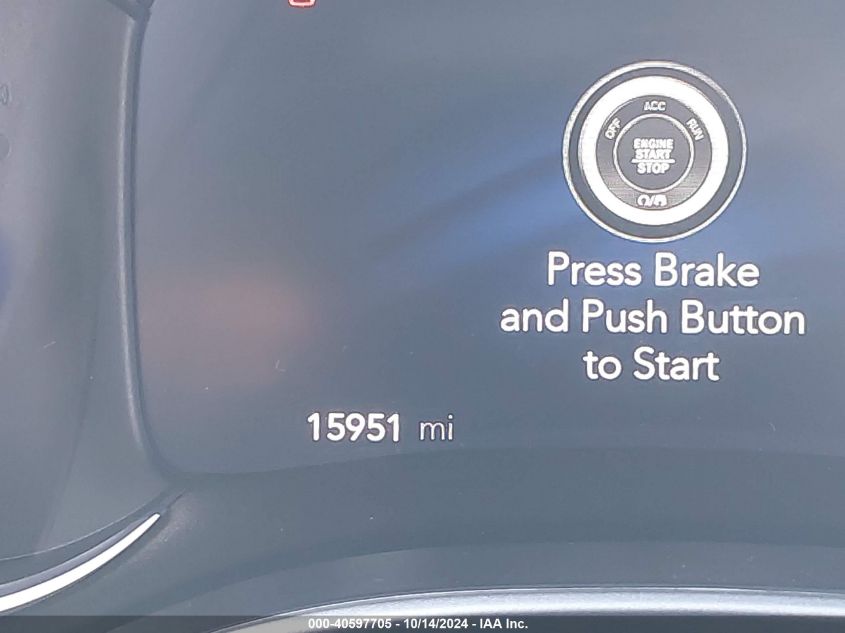 OFF
ACC
RUN
ENGINE
START
STOP
Press Brake
and Push Button
to Start
15951 mi
000-40597705 - 10/14/2024 - IAA Inc.